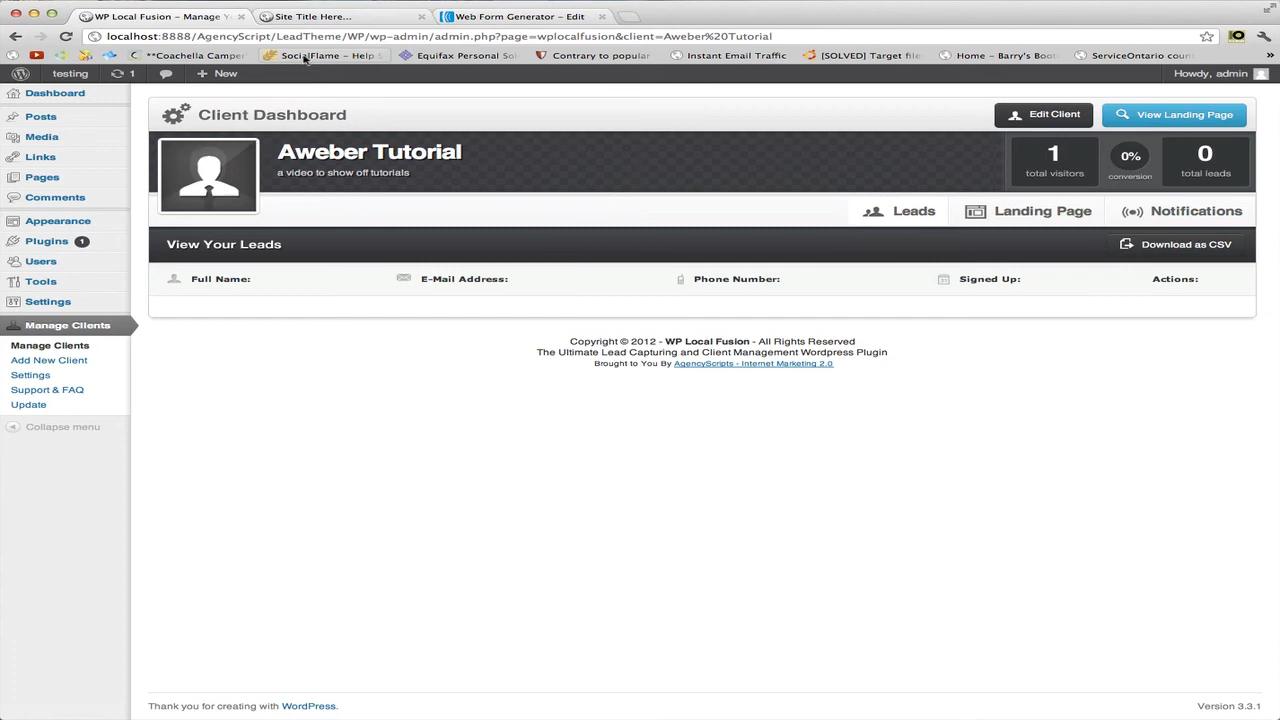 WP Local Fusion – Manage Y
Site Title Here...
Web Form Generator - Edit
localhost:8888/AgencyScript/LeadTheme/WP/wp-admin/admin.php?page=wplocalfusion&client=Aweber%20Tutorial
**Coachella Camper
SocialFlame – Help S
Equifax Personal Sol
Contrary to popular
Instant Email Traffic
[SOLVED] Target file
Home – Barry's Boot
ServiceOntario coun
»
testing
1
+ New
Howdy, admin
Dashboard
Posts
Media
Links
Pages
Comments
Appearance
Plugins 1
Users
Tools
Settings
Manage Clients
Manage Clients
Add New Client
Settings
Support & FAQ
Update
Collapse menu
Client Dashboard
Edit Client
View Landing Page
Aweber Tutorial
a video to show off tutorials
1
total visitors
0%
conversion
0
total leads
Leads
Landing Page
Notifications
View Your Leads
Download as CSV
Full Name:
E-Mail Address:
Phone Number:
Signed Up:
Actions:
Copyright © 2012 - WP Local Fusion - All Rights Reserved
The Ultimate Lead Capturing and Client Management Wordpress Plugin
Brought to You By AgencyScripts - Internet Marketing 2.0
Thank you for creating with WordPress.
Version 3.3.1